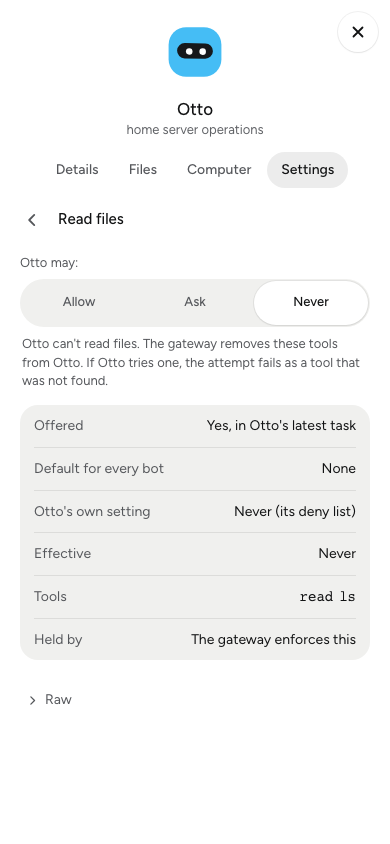 Otto
home server operations
Details Files Computer Settings
Read files
Otto may:
Allow Ask Never
Otto can't read files. The gateway removes these tools
from Otto. If Otto tries one, the attempt fails as a tool that
was not found.
Offered Yes, in Otto's latest task
Default for every bot None
Otto's own setting Never (its deny list)
Effective Never
Tools read ls
Held by The gateway enforces this
Raw